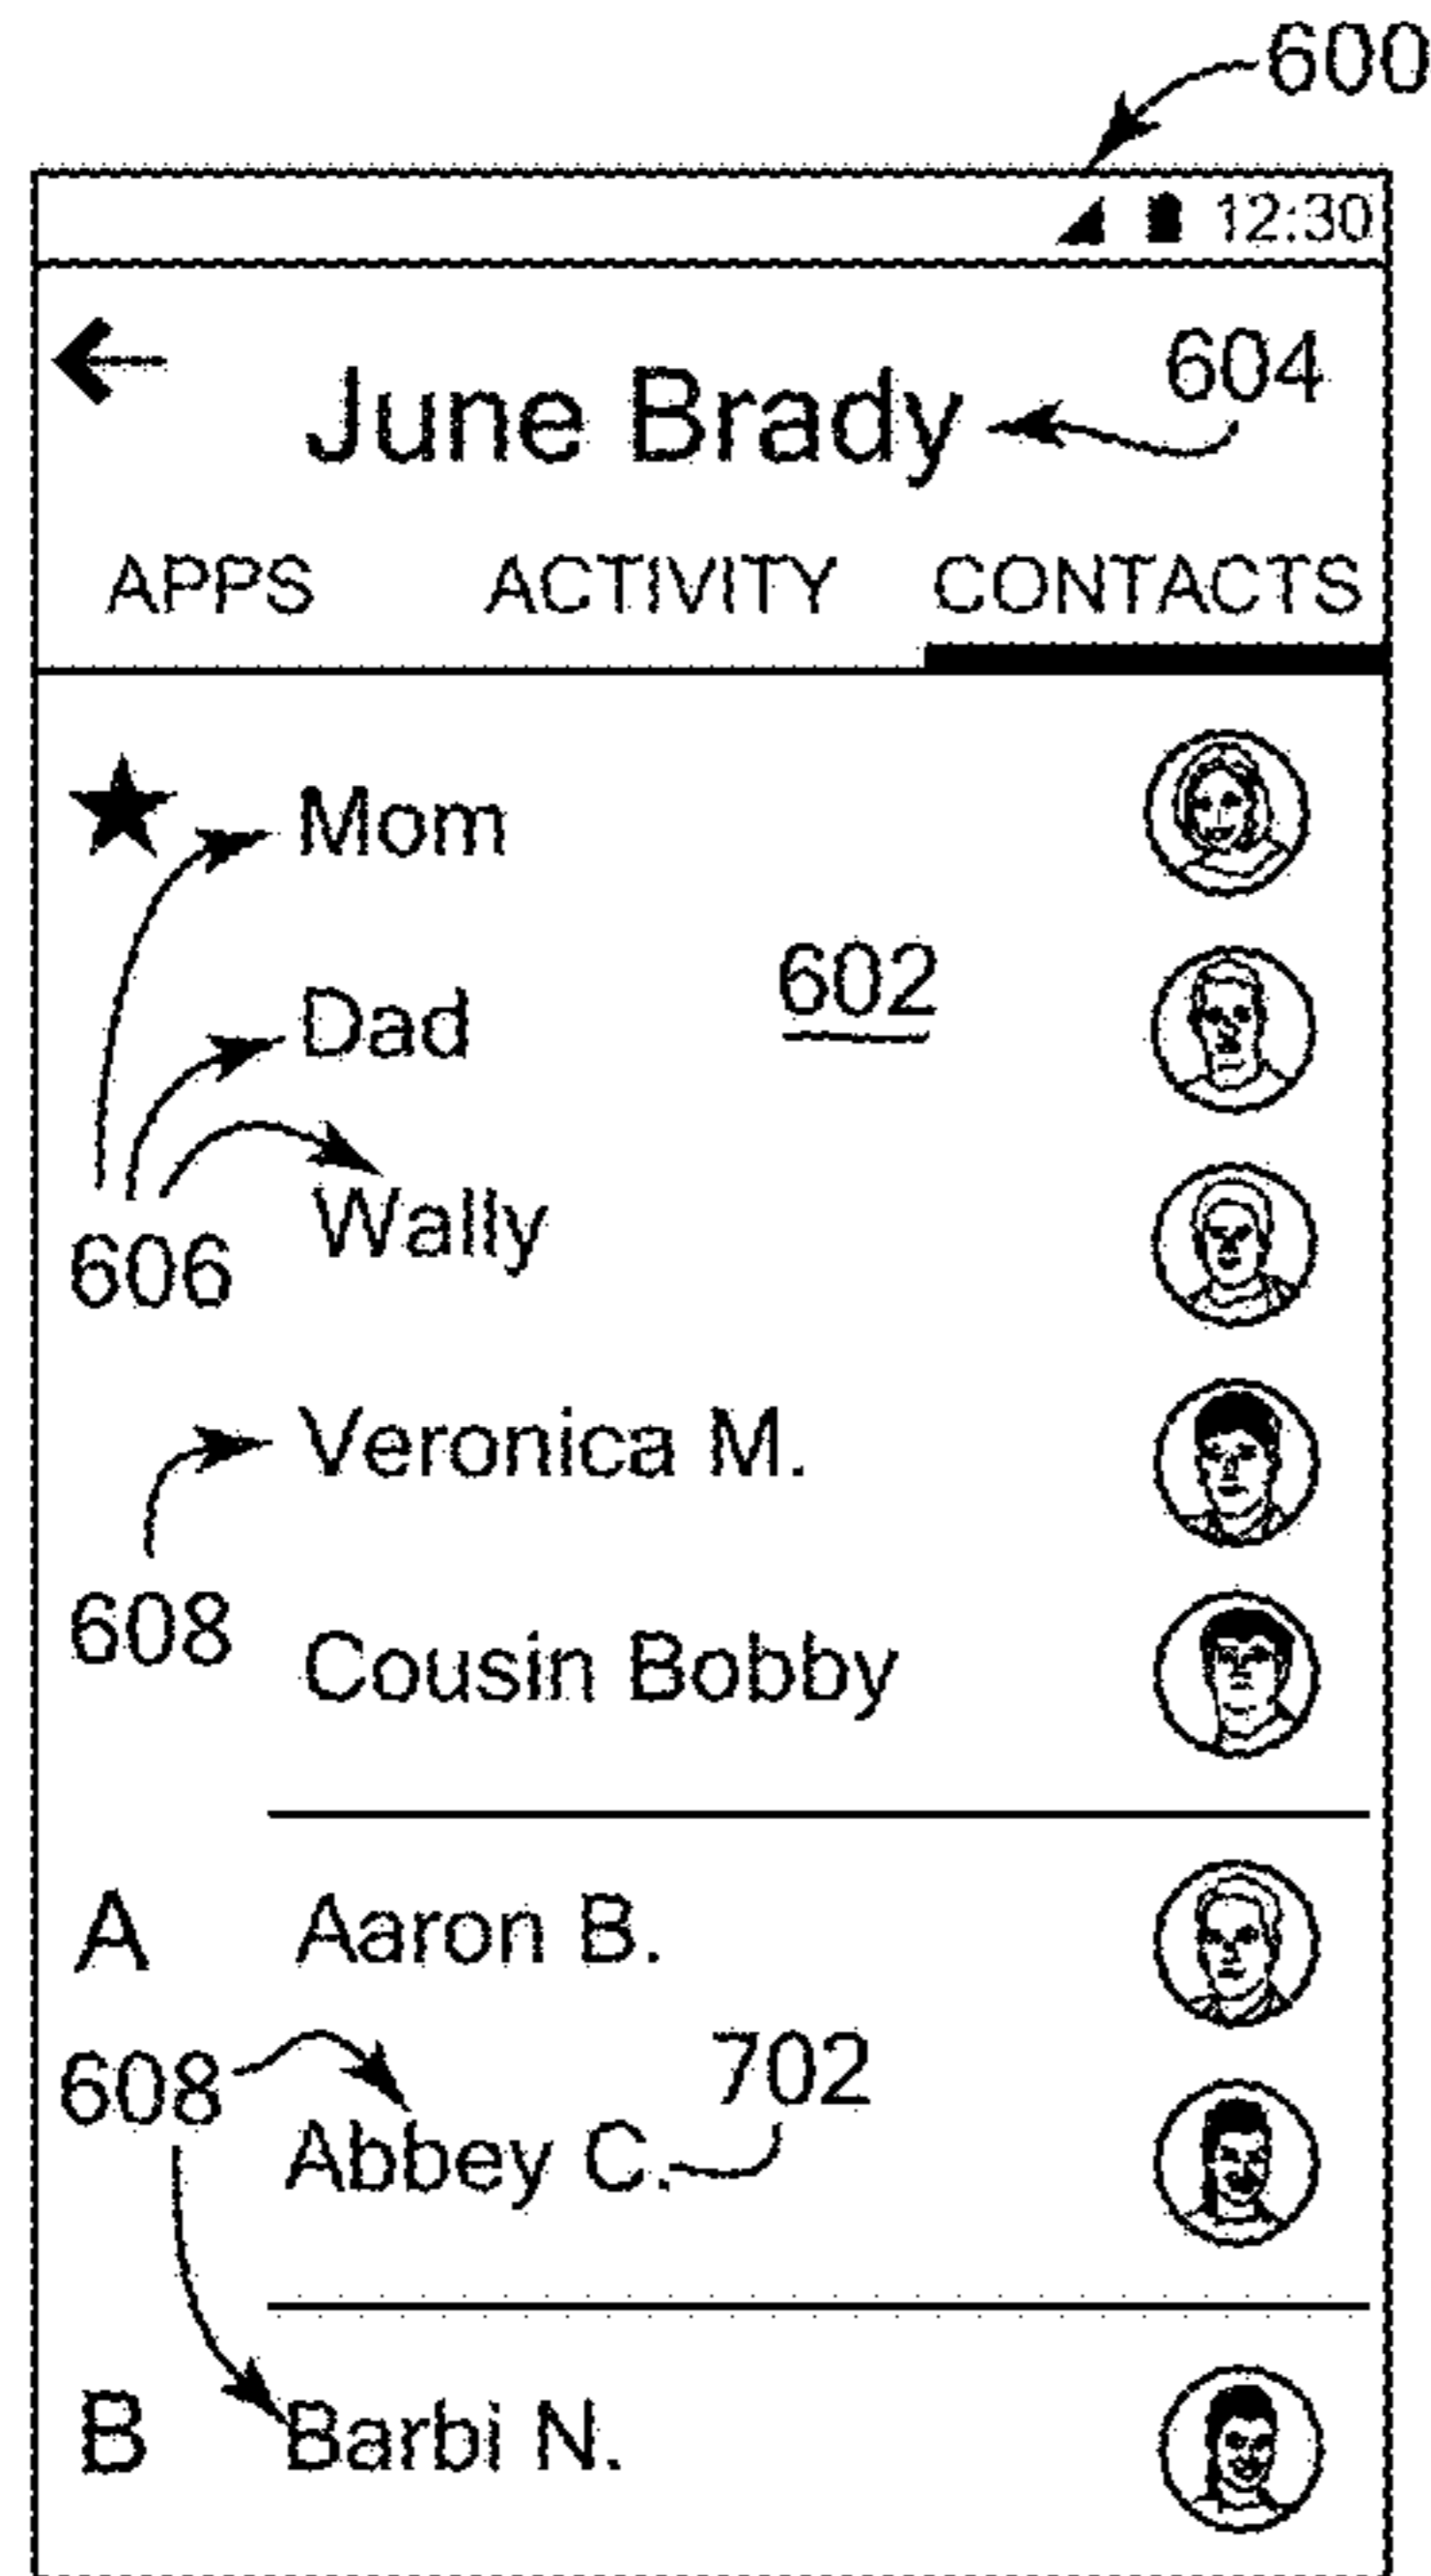 600
12:30
June Brady
604
APPS ACTIVITY CONTACTS
Mom
602
Dad
Wally
606
Veronica M.
608
Cousin Bobby
A Aaron B.
608
702
Abbey C.
B Barbi N.